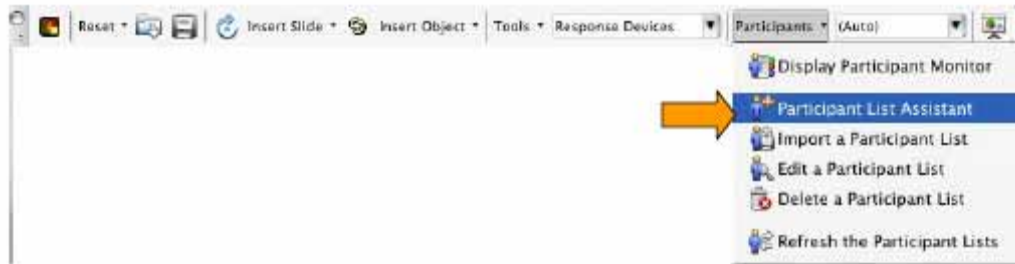 Reset Insert Slide Insert Object Tools Response Devices Participants (Auto)
Display Participant Monitor
Participant List Assistant
Import a Participant List
Edit a Participant List
Delete a Participant List
Refresh the Participant Lists